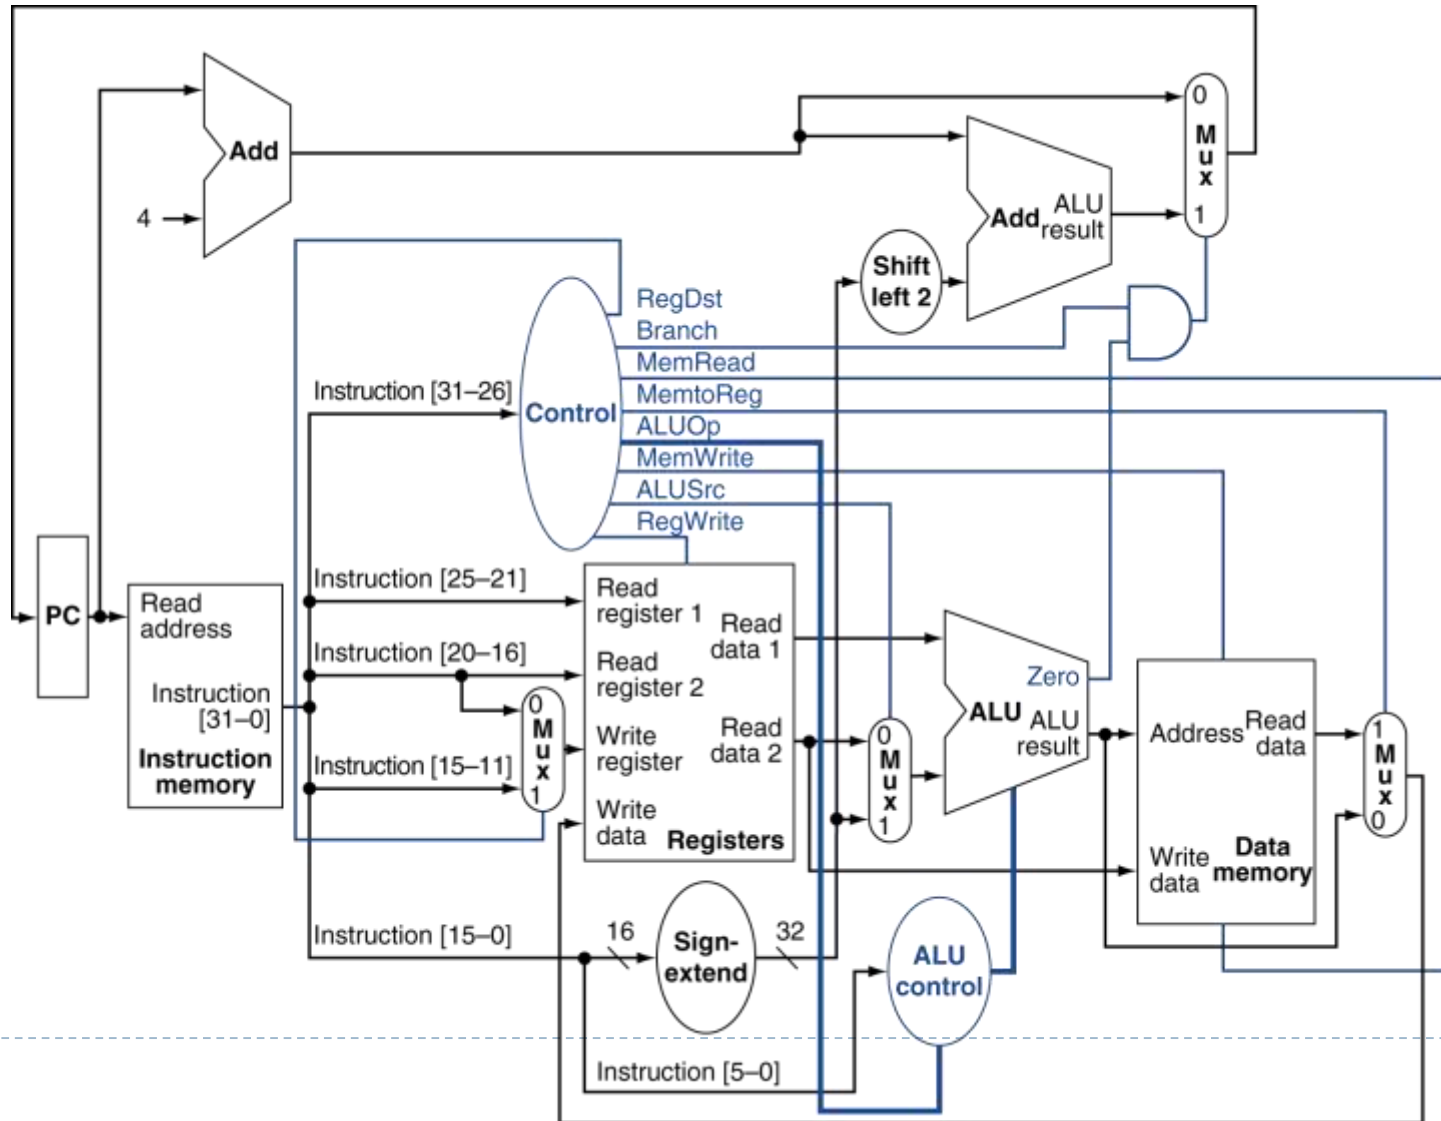 0
M
u
x
1
Add
4
Add
ALU
result
Shift
left 2
RegDst
Branch
MemRead
MemtoReg
ALUOp
MemWrite
ALUSrc
RegWrite
Instruction [31–26]
Control
PC
Read
address
Instruction
[31–0]
Instruction
memory
Instruction [25–21]
Instruction [20–16]
Instruction [15–11]
0
M
u
x
1
Read
register 1
Read
register 2
Write
register
Write
data
Read
data 1
Read
data 2
Registers
0
M
u
x
1
Zero
ALU
ALU
result
Address
Read
data
Write
data
Data
memory
1
M
u
x
0
Instruction [15–0]
16
Sign-
extend
32
ALU
control
Instruction [5–0]